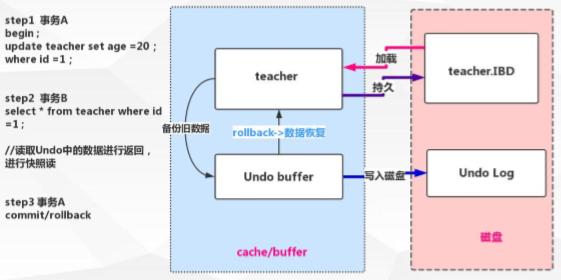 step1 事务A
begin ;
update teacher set age =20 ;
where id =1 ;
step2 事务B
select * from teacher where id
=1 ;
//读取Undo中的数据进行返回，
进行快照读
step3 事务A
commit/rollback
teacher
加载
持久
teacher.IBD
备份旧数据
rollback->数据恢复
Undo buffer
写入磁盘
Undo Log
cache/buffer
磁盘